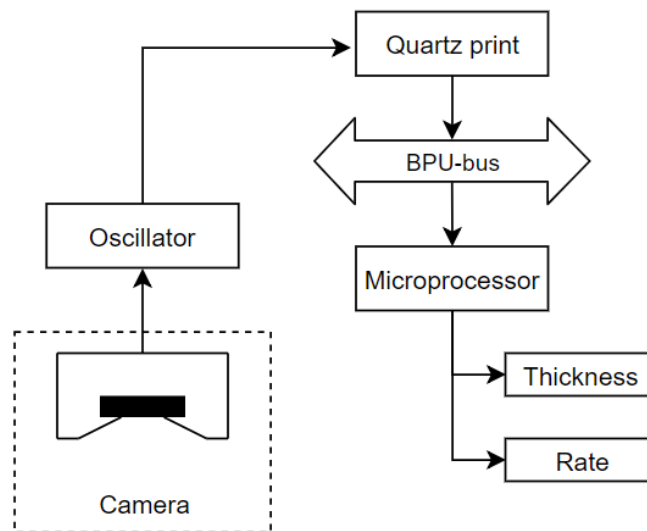 Quartz print
BPU-bus
Oscillator
Microprocessor
Thickness
Rate
Camera